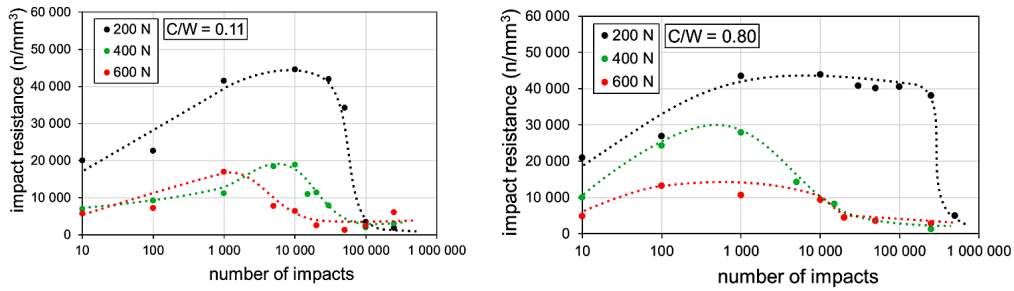 60 000
50 000
40 000
30 000
20 000
10 000
0
impact resistance (n/mm³)
200 N
400 N
600 N
C/W = 0.11
10
100
1 000
10 000
100 000
1 000 000
number of impacts
60 000
50 000
40 000
30 000
20 000
10 000
0
impact resistance (n/mm³)
200 N
400 N
600 N
C/W = 0.80
10
100
1 000
10 000
100 000
1 000 000
number of impacts